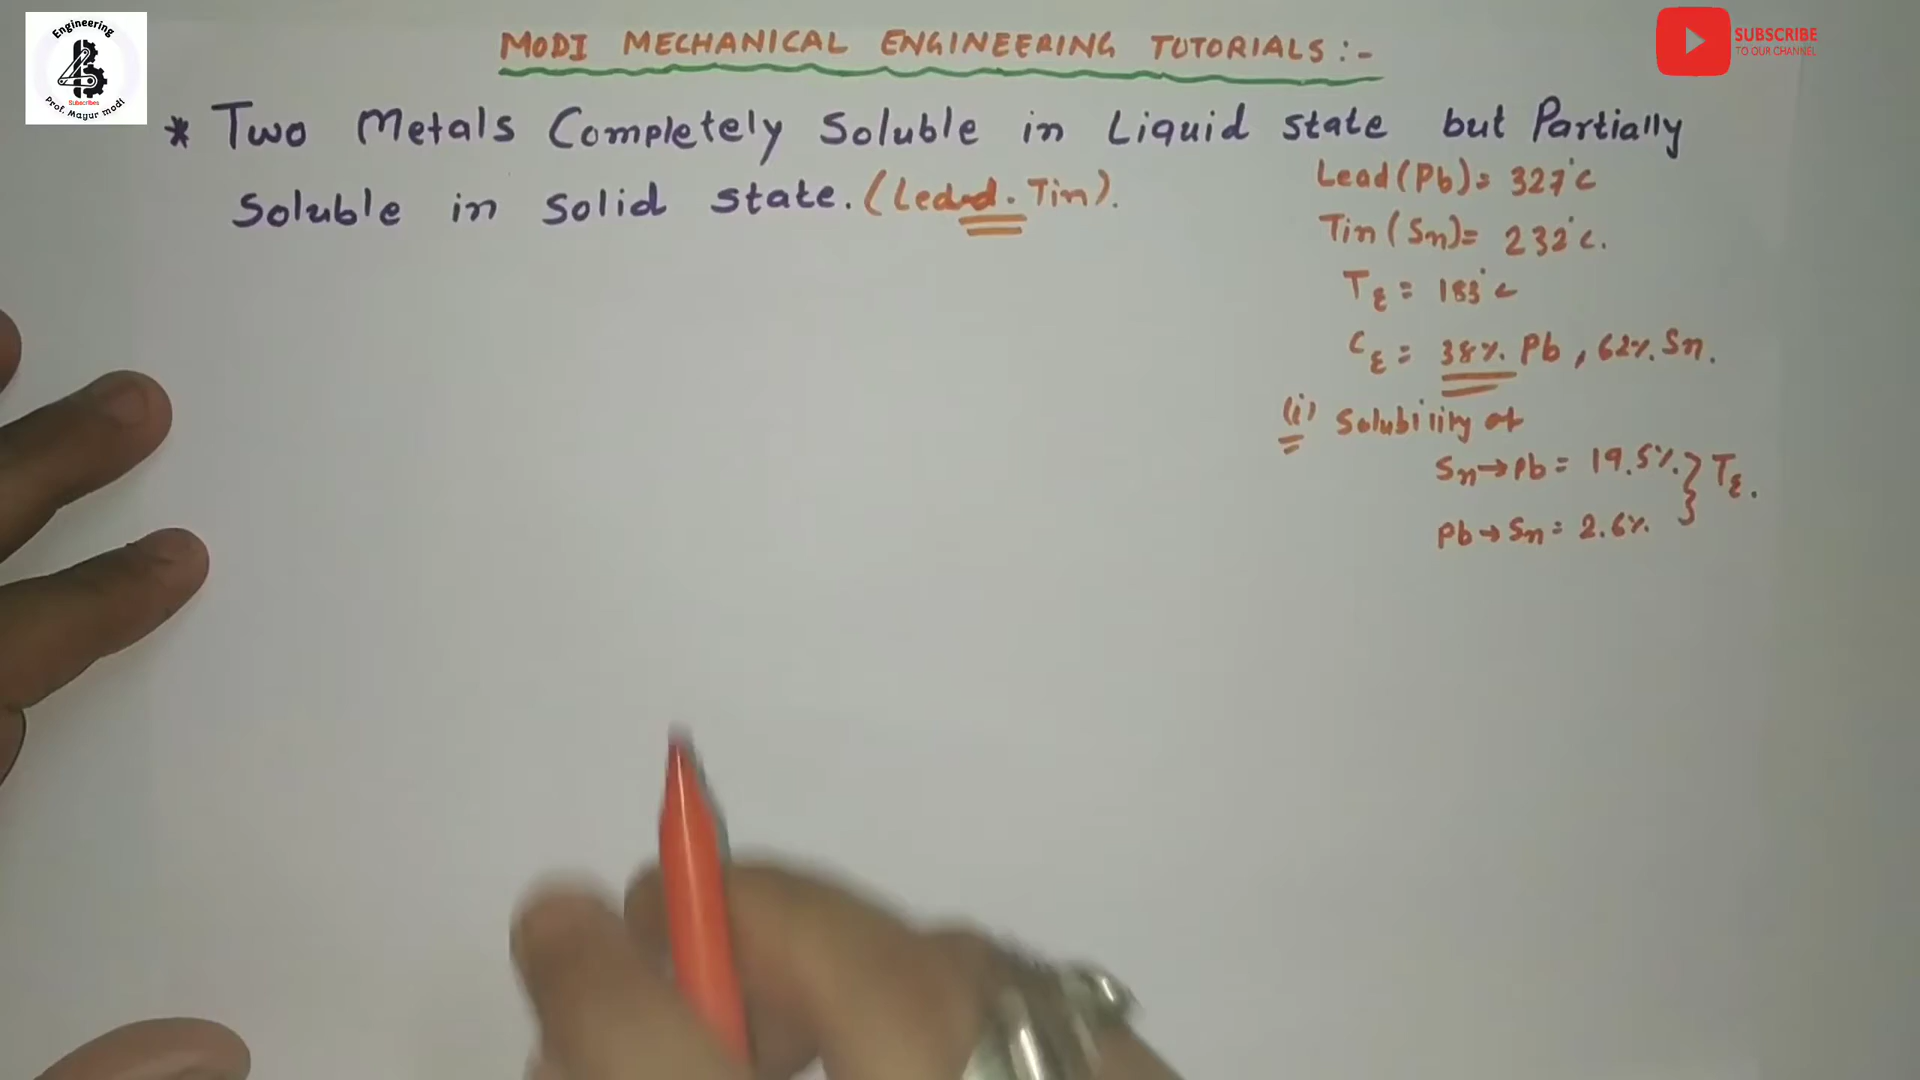 Engineering
Subscribes
Prof. Mayur modi
MODI MECHANICAL ENGINEERING TUTORIALS :-
SUBSCRIBE
TO OUR CHANNEL
* Two Metals Completely Soluble in Liquid state but Partially
Soluble in solid state. (Lead. Tin).
Lead (Pb) = 327°c
Tin (Sn) = 232°c.
TE = 183°c
CE = 38% Pb, 62% Sn.
(i) Solubility at
Sn→Pb = 19.5% } TE.
Pb→Sn = 2.6%